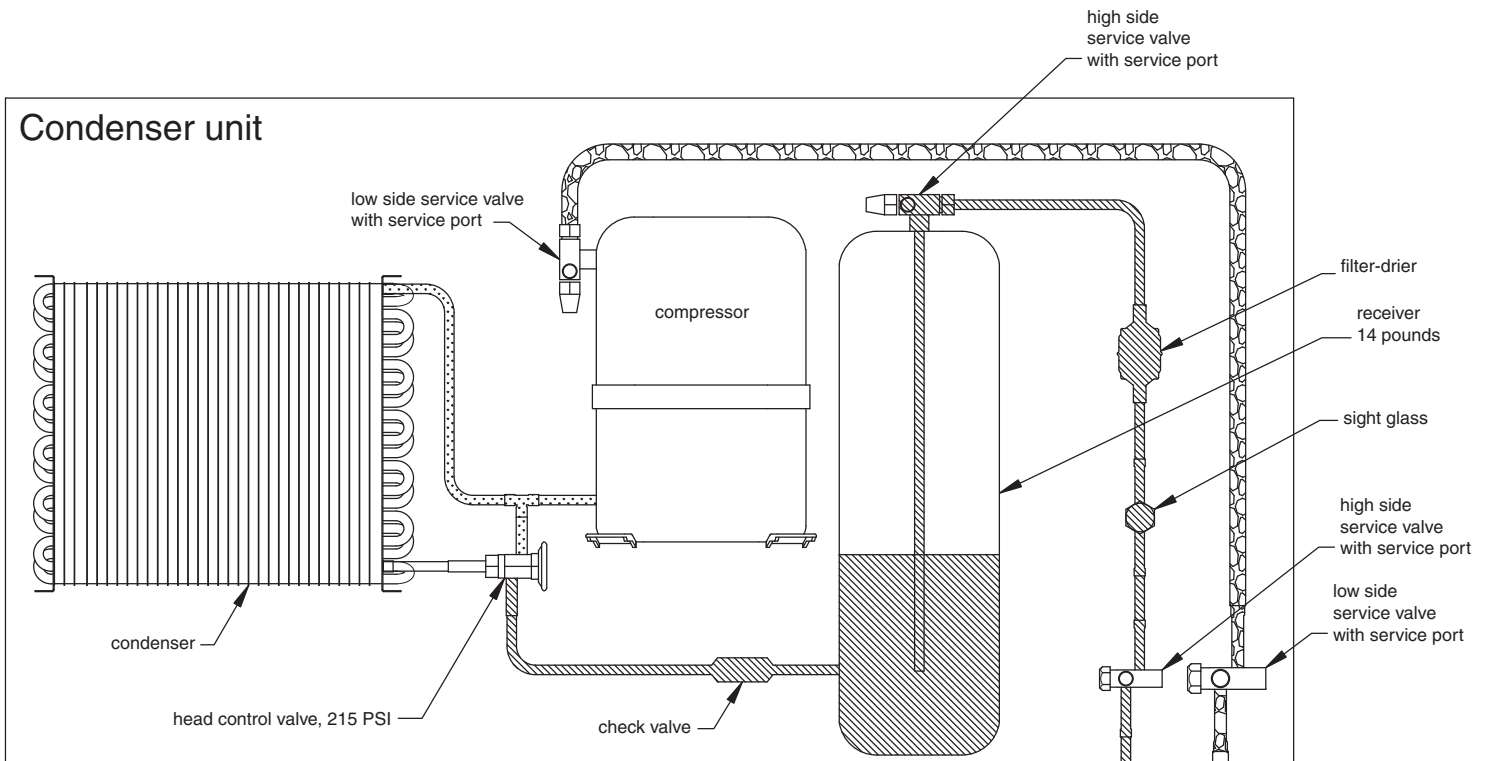 high side
service valve
with service port
Condenser unit
low side service valve
with service port
compressor
filter-drier
receiver
14 pounds
sight glass
high side
service valve
with service port
low side
service valve
with service port
condenser
head control valve, 215 PSI
check valve